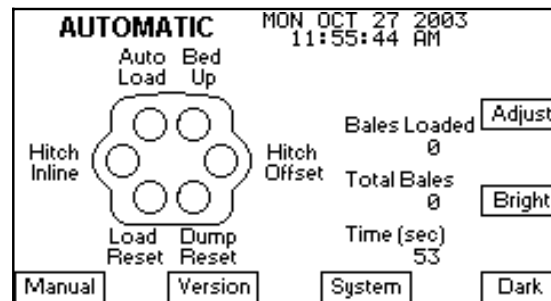 AUTOMATIC
MON OCT 27 2003
11:55:44 AM
Auto Load
Bed Up
Hitch Inline
Hitch Offset
Load Reset
Dump Reset
Bales Loaded
0
Total Bales
0
Time (sec)
53
Adjust
Bright
Manual
Version
System
Dark